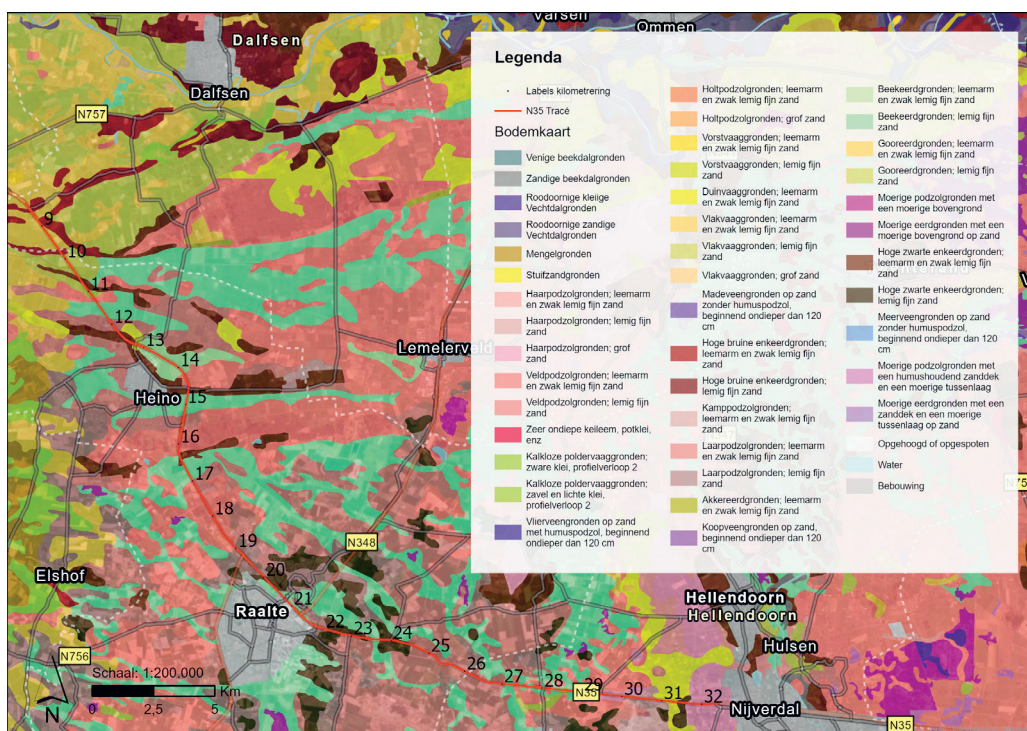 Varsen
Ommen
Dalfsen
Dalfsen
N757
9
10
11
12
13
14
Heino
15
16
17
18
19
20
21
22
23
24
25
26
27
28
29
30
31
32
Lemelerveld
Elshof
Raalte
N348
N756
N35
Hellendoorn
Hellendoorn
Hulsen
Nijverdal
N35
Schaal: 1:200.000
0
2,5
5
Km
N
Legenda
Labels kilometrering
N35 Tracé
Bodemkaart
Venige beekdalgronden
Zandige beekdalgronden
Roodoornige kleiige
Vechtdalgronden
Roodoornige zandige
Vechtdalgronden
Mengelgronden
Stuifzandgronden
Haarpodzolgronden; leemarm
en zwak lemig fijn zand
Haarpodzolgronden; lemig fijn
zand
Haarpodzolgronden; grof
zand
Veldpodzolgronden; leemarm
en zwak lemig fijn zand
Veldpodzolgronden; lemig fijn
zand
Zeer ondiepe keileem, potklei,
enz
Kalkloze poldervaaggronden;
zware klei, profielverloop 2
Kalkloze poldervaaggronden;
zavel en lichte klei,
profielverloop 2
Vlierveengronden op zand
met humuspodzol, beginnend
ondieper dan 120 cm
Holtpodzolgronden; leemarm
en zwak lemig fijn zand
Holtpodzolgronden; grof zand
Vorstvaaggronden; leemarm
en zwak lemig fijn zand
Vorstvaaggronden; lemig fijn
zand
Duinvaaggronden; leemarm
en zwak lemig fijn zand
Vlakvaaggronden; leemarm
en zwak lemig fijn zand
Vlakvaaggronden; lemig fijn
zand
Vlakvaaggronden; grof zand
Madeveengronden op zand
zonder humuspodzol,
beginnend ondieper dan 120
cm
Hoge bruine enkeerdgronden;
leemarm en zwak lemig fijn
zand
Hoge bruine enkeerdgronden;
lemig fijn zand
Kamppodzolgronden;
leemarm en zwak lemig fijn
zand
Laarpodzolgronden; leemarm
en zwak lemig fijn zand
Laarpodzolgronden; lemig fijn
zand
Akkereerdgronden; leemarm
en zwak lemig fijn zand
Koopveengronden op zand,
beginnend ondieper dan 120
cm
Beekeerdgronden; leemarm
en zwak lemig fijn zand
Beekeerdgronden; lemig fijn
zand
Gooreerdgronden; leemarm
en zwak lemig fijn zand
Gooreerdgronden; lemig fijn
zand
Moerige podzolgronden met
een moerige bovengrond
Moerige eerdgronden met een
moerige bovengrond op zand
Hoge zwarte enkeerdgronden;
leemarm en zwak lemig fijn
zand
Hoge zwarte enkeerdgronden;
lemig fijn zand
Meerveengronden op zand
zonder humuspodzol,
beginnend ondieper dan 120
cm
Moerige podzolgronden met
een humushoudend zanddek
en een moerige tussenlaag
Moerige eerdgronden met een
zanddek en een moerige
tussenlaag op zand
Opgehoogd of opgespoten
Water
Bebouwing